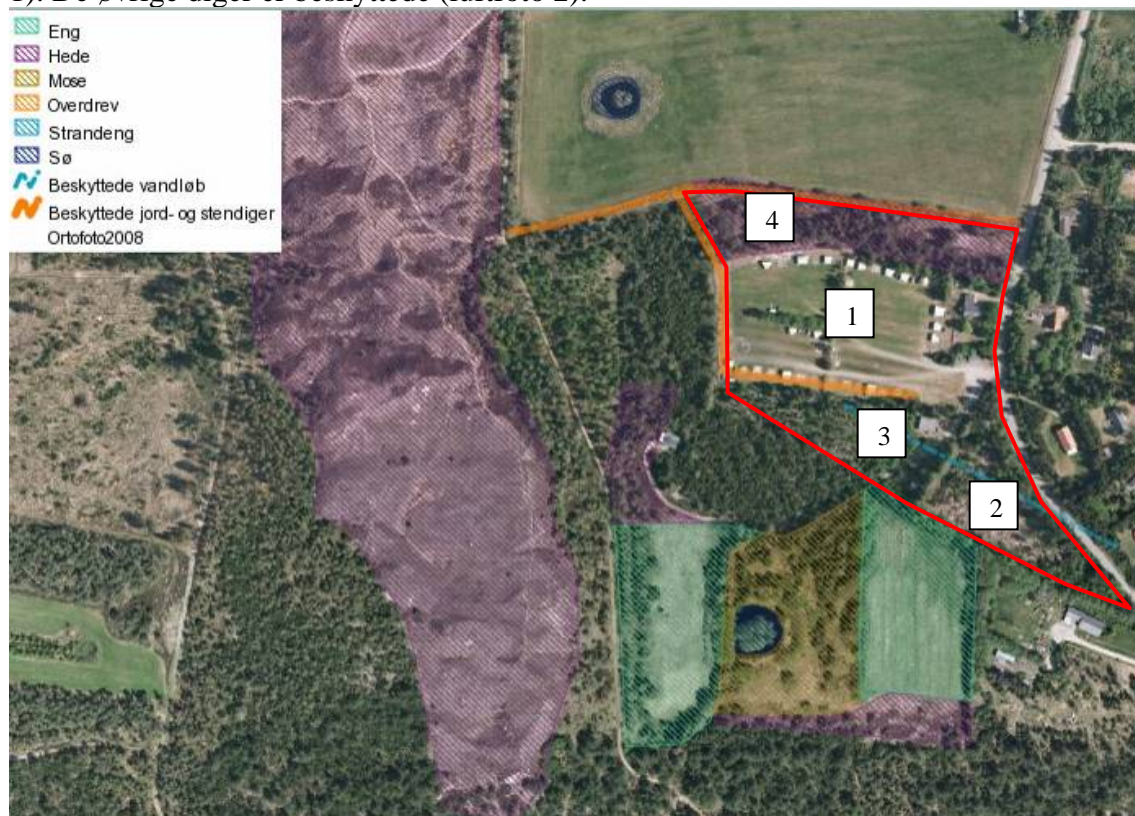 1). De øvrige diger er beskyttede (luftfoto 2).
Eng
Hede
Mose
Overdrev
Strandeng
Sø
Beskyttede vandløb
Beskyttede jord- og stendiger
Ortofoto2008
4
1
3
2